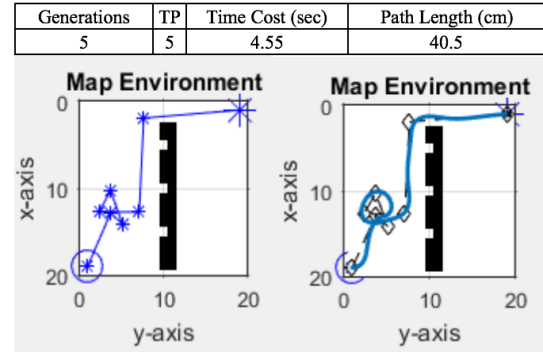 Generations TP Time Cost (sec) Path Length (cm)
5 5 4.55 40.5
Map Environment
0
10
20
x-axis
0 10 20
y-axis
Map Environment
0
10
20
x-axis
0 10 20
y-axis